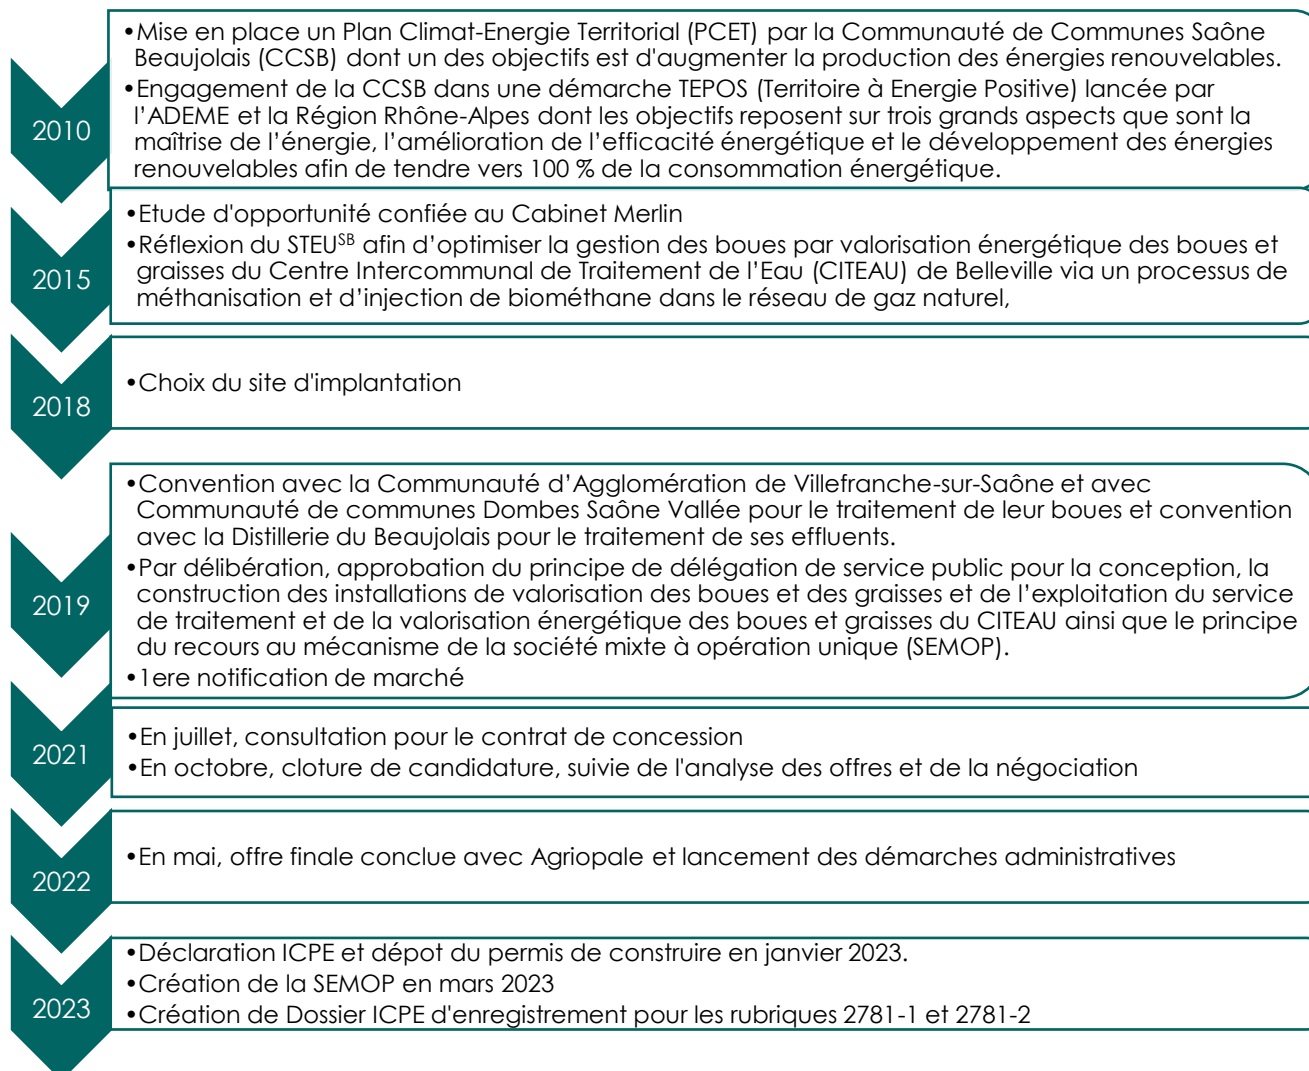 2010
•Mise en place un Plan Climat-Energie Territorial (PCET) par la Communauté de Communes Saône
Beaujolais (CCSB) dont un des objectifs est d'augmenter la production des énergies renouvelables.
•Engagement de la CCSB dans une démarche TEPOS (Territoire à Energie Positive) lancée par
l’ADEME et la Région Rhône-Alpes dont les objectifs reposent sur trois grands aspects que sont la
maîtrise de l’énergie, l’amélioration de l’efficacité énergétique et le développement des énergies
renouvelables afin de tendre vers 100 % de la consommation énergétique.
2015
•Etude d'opportunité confiée au Cabinet Merlin
•Réflexion du STEUSB afin d’optimiser la gestion des boues par valorisation énergétique des boues et
graisses du Centre Intercommunal de Traitement de l’Eau (CITEAU) de Belleville via un processus de
méthanisation et d’injection de biométhane dans le réseau de gaz naturel,
2018
•Choix du site d'implantation
2019
•Convention avec la Communauté d’Agglomération de Villefranche-sur-Saône et avec
Communauté de communes Dombes Saône Vallée pour le traitement de leur boues et convention
avec la Distillerie du Beaujolais pour le traitement de ses effluents.
•Par délibération, approbation du principe de délégation de service public pour la conception, la
construction des installations de valorisation des boues et des graisses et de l’exploitation du service
de traitement et de la valorisation énergétique des boues et graisses du CITEAU ainsi que le principe
du recours au mécanisme de la société mixte à opération unique (SEMOP).
•1ere notification de marché
2021
•En juillet, consultation pour le contrat de concession
•En octobre, cloture de candidature, suivie de l'analyse des offres et de la négociation
2022
•En mai, offre finale conclue avec Agriopale et lancement des démarches administratives
2023
•Déclaration ICPE et dépot du permis de construire en janvier 2023.
•Création de la SEMOP en mars 2023
•Création de Dossier ICPE d'enregistrement pour les rubriques 2781-1 et 2781-2